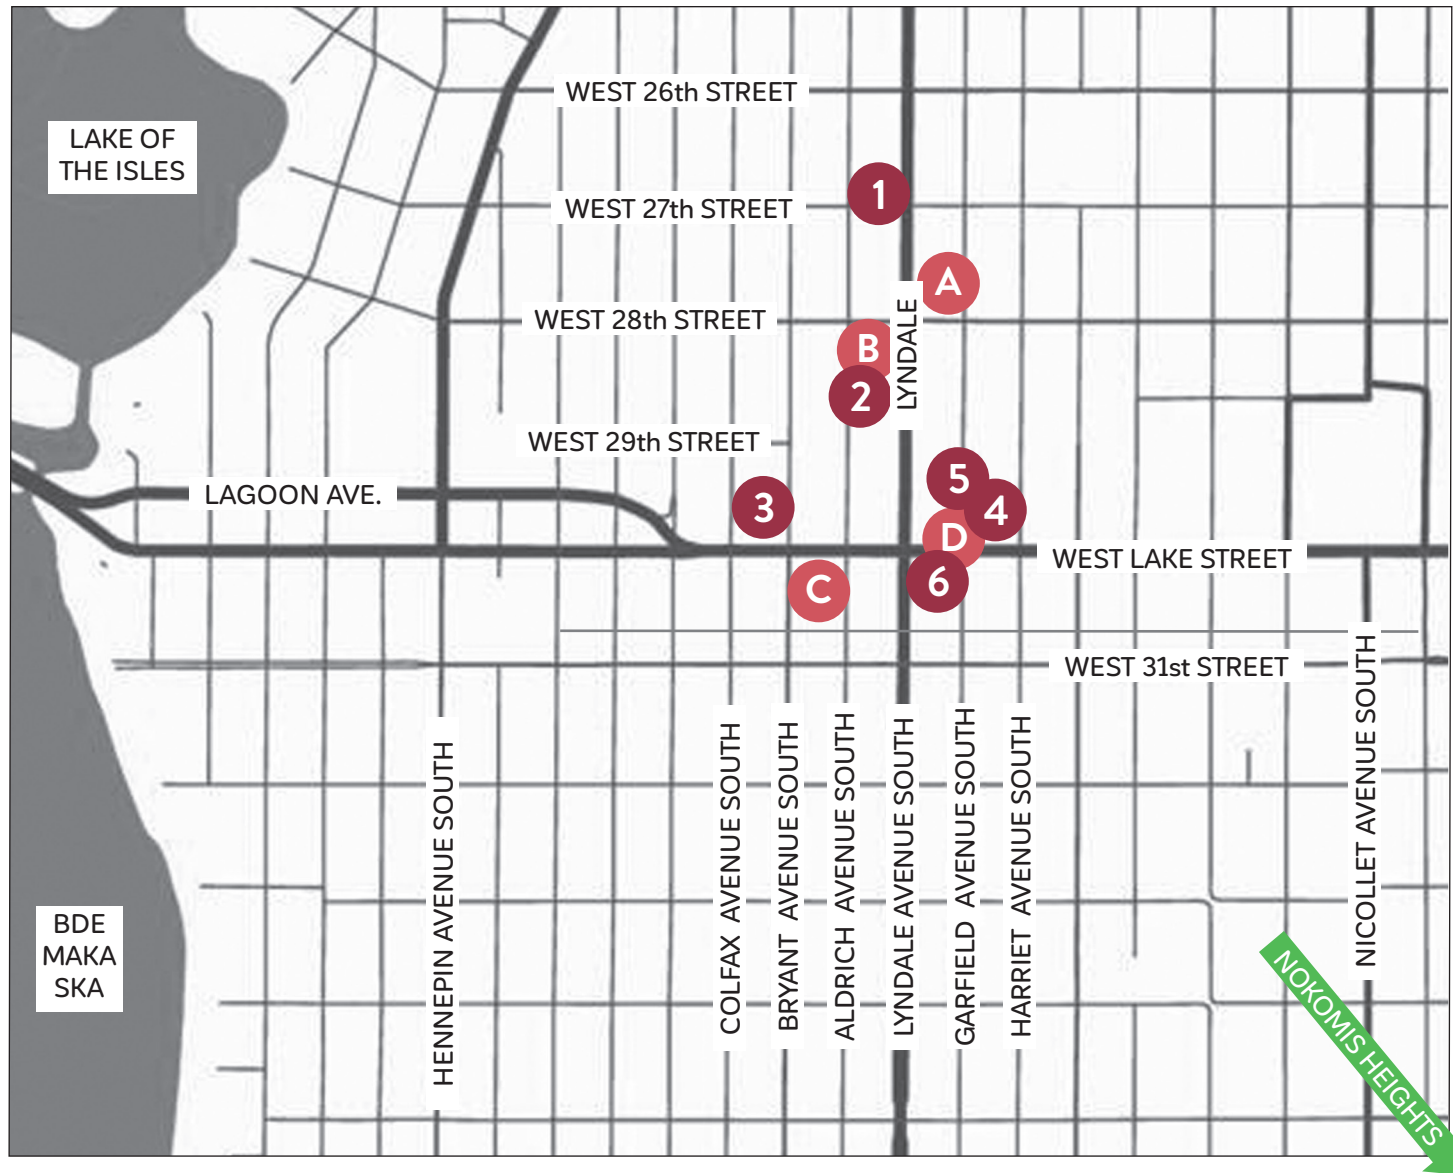 WEST 26th STREET
LAKE OF
THE ISLES
1
WEST 27th STREET
A
WEST 28th STREET
B
LYNDALE
2
WEST 29th STREET
5
LAGOON AVE.
3
4
D
WEST LAKE STREET
C
6
WEST 31st STREET
HENNEPIN AVENUE SOUTH
COLFAX AVENUE SOUTH
BRYANT AVENUE SOUTH
ALDRICH AVENUE SOUTH
LYNDALE AVENUE SOUTH
GARFIELD AVENUE SOUTH
HARRIET AVENUE SOUTH
NICOLLET AVENUE SOUTH
BDE
MAKA
SKA
NOKOMIS HEIGHTS